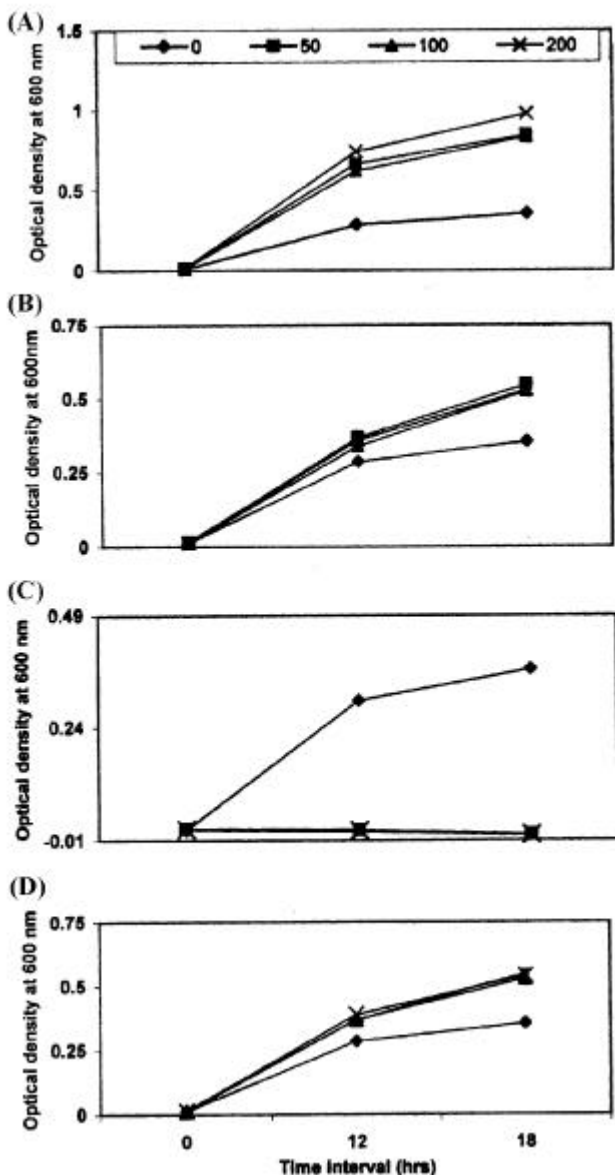 (A)
1.5
1
0.5
0
Optical density at 600 nm
0 50 100 200
(B)
0.75
0.5
0.25
0
Optical density at 600nm
(C)
0.49
0.24
-0.01
Optical density at 600 nm
(D)
0.75
0.5
0.25
0
Optical density at 600 nm
0 12 18
Time interval (hrs)